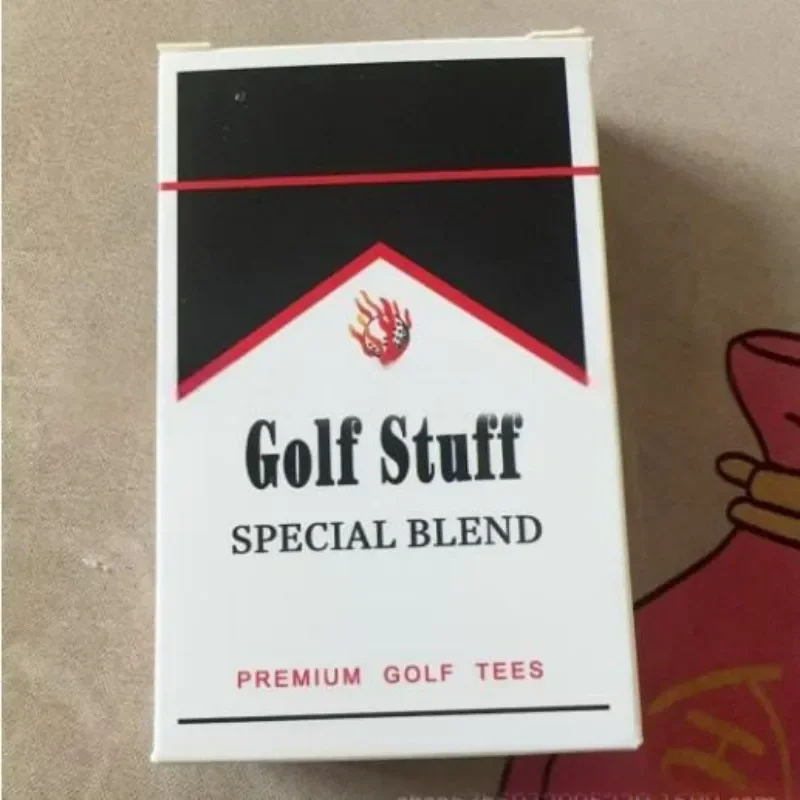 Golf Stuff
SPECIAL BLEND
PREMIUM GOLF TEES
H